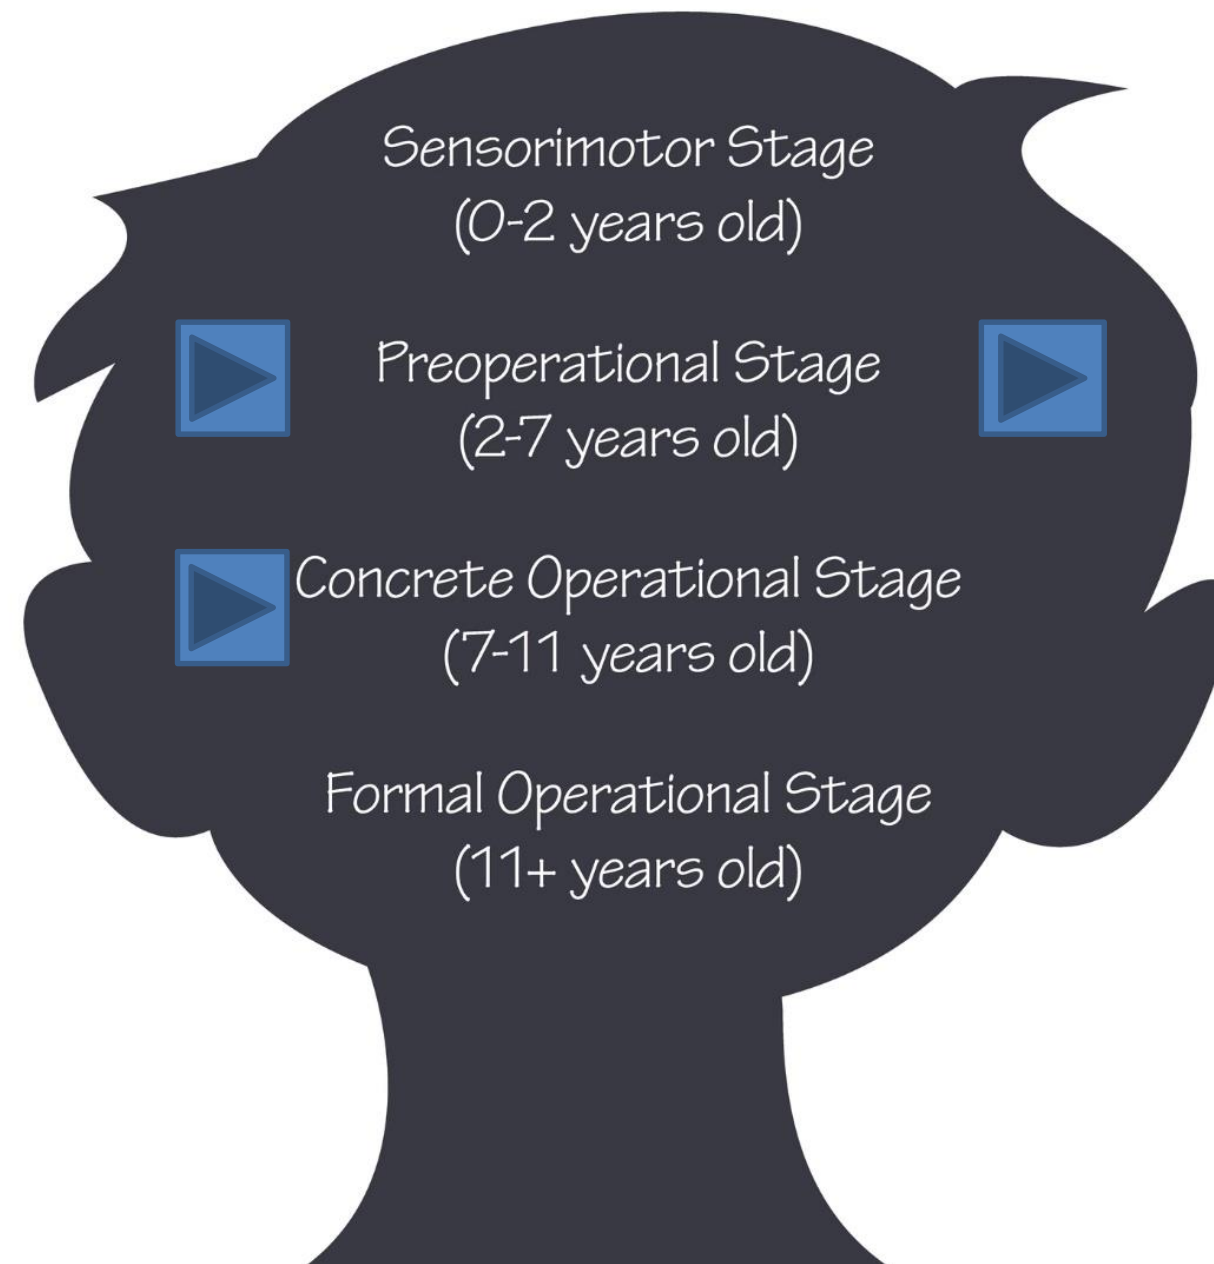 Sensorimotor Stage
(0-2 years old)
Preoperational Stage
(2-7 years old)
Concrete Operational Stage
(7-11 years old)
Formal Operational Stage
(11+ years old)